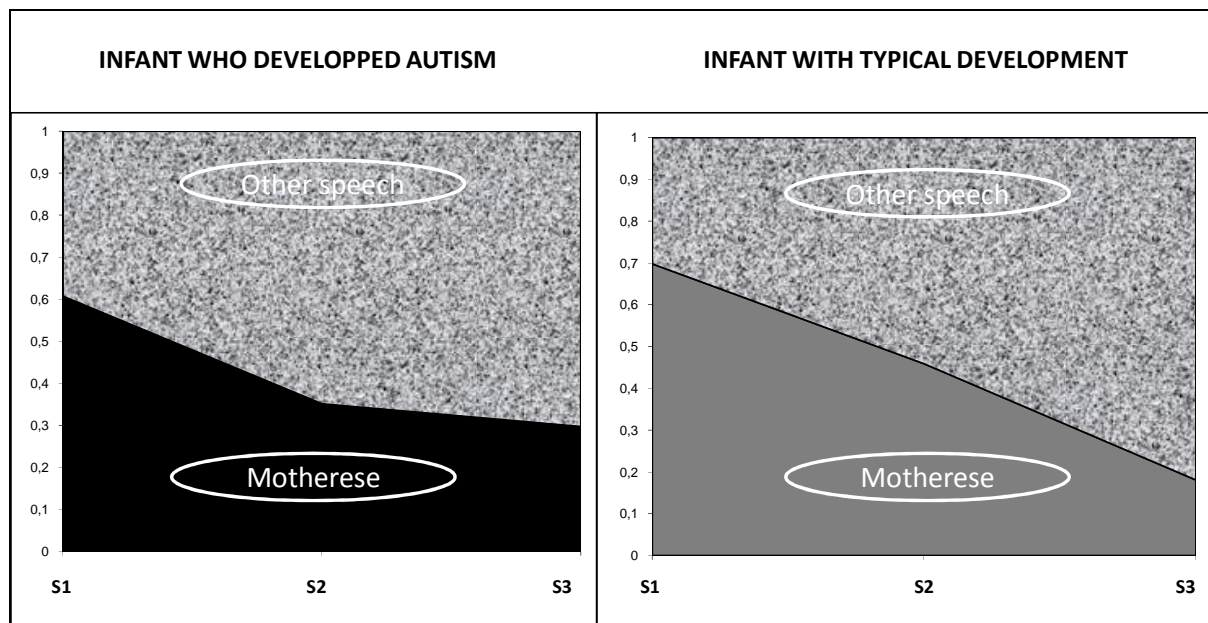 INFANT WHO DEVELOPPED AUTISM
INFANT WITH TYPICAL DEVELOPMENT
1
0,9
0,8
0,7
0,6
0,5
0,4
0,3
0,2
0,1
0
Other speech
Motherese
S1 S2 S3
1
0,9
0,8
0,7
0,6
0,5
0,4
0,3
0,2
0,1
0
Other speech
Motherese
S1 S2 S3